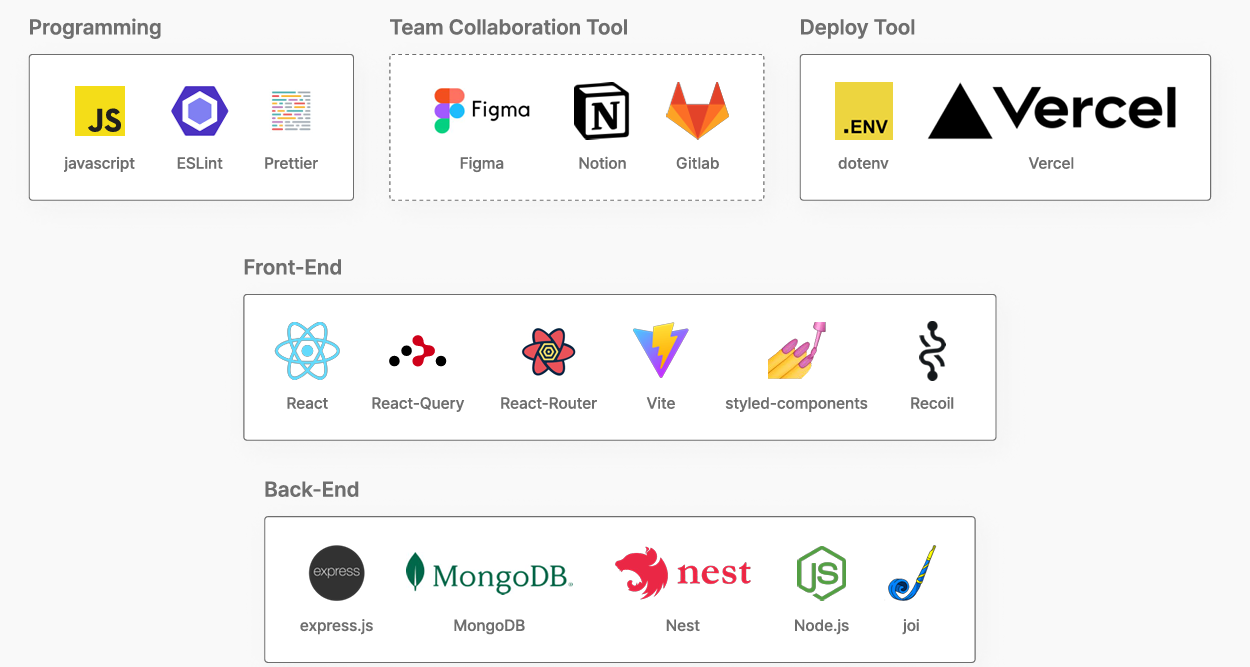 Programming
JS
javascript
ESLint
Prettier
Team Collaboration Tool
Figma
Figma
N
Notion
Gitlab
Deploy Tool
.ENV
dotenv
Vercel
Vercel
Front-End
React
React-Query
React-Router
Vite
styled-components
Recoil
Back-End
express
express.js
MongoDB.
MongoDB
nest
Nest
JS
Node.js
joi